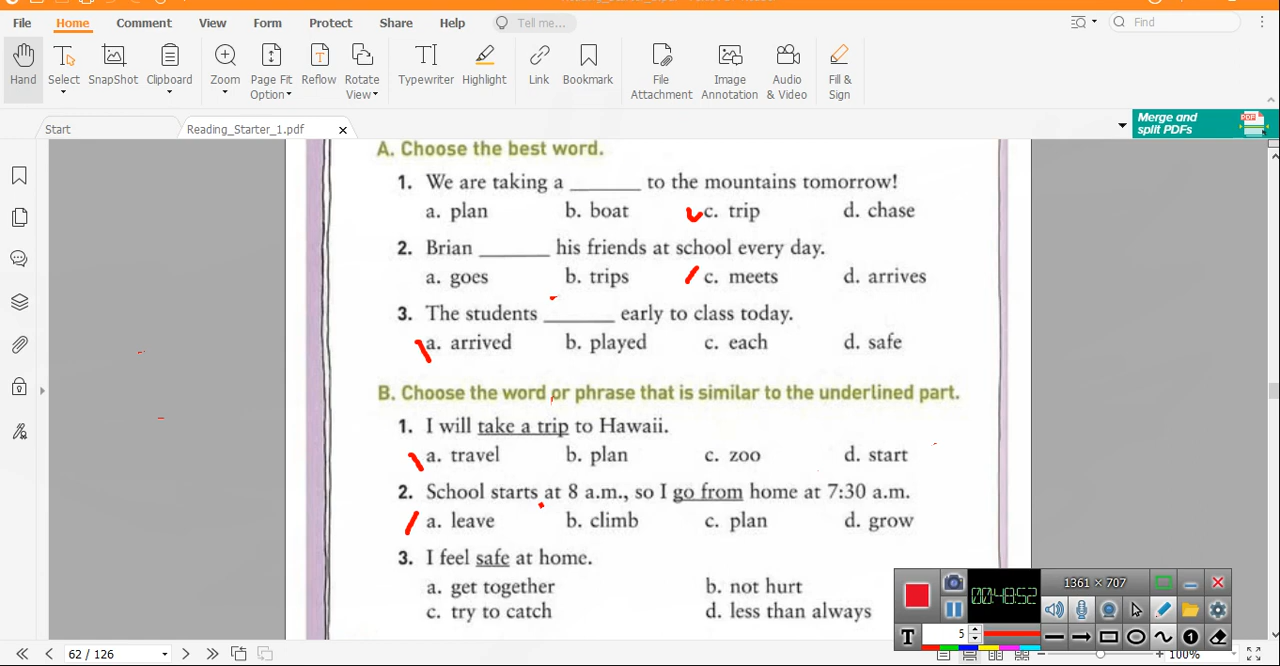 File Home Comment View Form Protect Share Help Tell me... Find
Hand Select SnapShot Clipboard Zoom Page Fit Option Reflow Rotate View Typewriter Highlight Link Bookmark File Attachment Image Annotation Audio & Video Fill & Sign
Start Reading_Starter_1.pdf Merge and split PDFs
A. Choose the best word.
1. We are taking a ________ to the mountains tomorrow!
a. plan b. boat c. trip d. chase
2. Brian ________ his friends at school every day.
a. goes b. trips c. meets d. arrives
3. The students ________ early to class today.
a. arrived b. played c. each d. safe
B. Choose the word or phrase that is similar to the underlined part.
1. I will take a trip to Hawaii.
a. travel b. plan c. zoo d. start
2. School starts at 8 a.m., so I go from home at 7:30 a.m.
a. leave b. climb c. plan d. grow
3. I feel safe at home.
a. get together b. not hurt
c. try to catch d. less than always
1361 × 707
00:48:52
T 5
62 / 126 100%